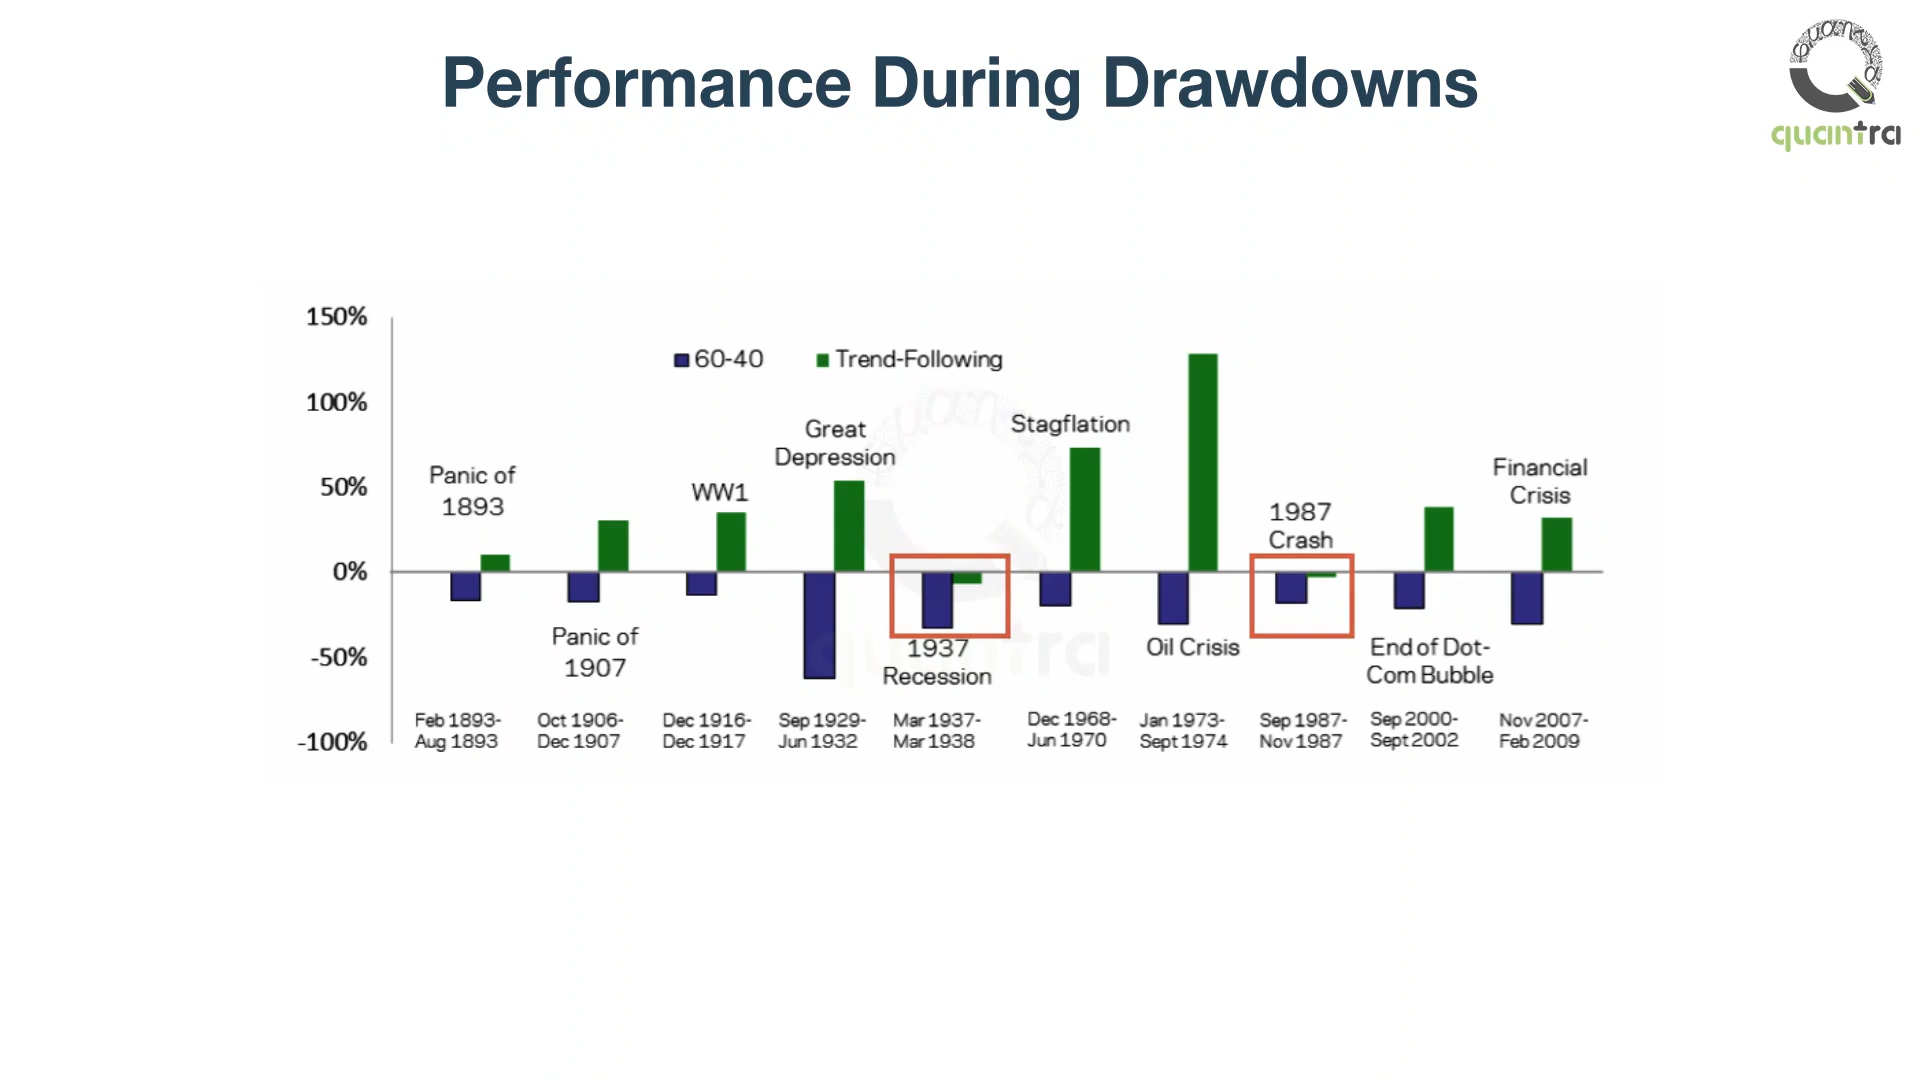 Performance During Drawdowns
quantra
150%
100%
50%
0%
-50%
-100%
60-40
Trend-Following
Panic of
1893
Panic of
1907
WW1
Great
Depression
1937
Recession
Stagflation
Oil Crisis
1987
Crash
End of Dot-
Com Bubble
Financial
Crisis
Feb 1893-
Aug 1893
Oct 1906-
Dec 1907
Dec 1916-
Dec 1917
Sep 1929-
Jun 1932
Mar 1937-
Mar 1938
Dec 1968-
Jun 1970
Jan 1973-
Sept 1974
Sep 1987-
Nov 1987
Sep 2000-
Sept 2002
Nov 2007-
Feb 2009
quantra